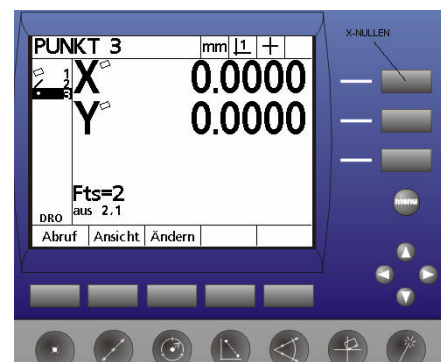 X-NULLEN
PUNKT 3 mm 1 +
1 X 0.0000
2
3
Y 0.0000
Fts=2
DRO aus 2,1
Abruf Ansicht Ändern
menu